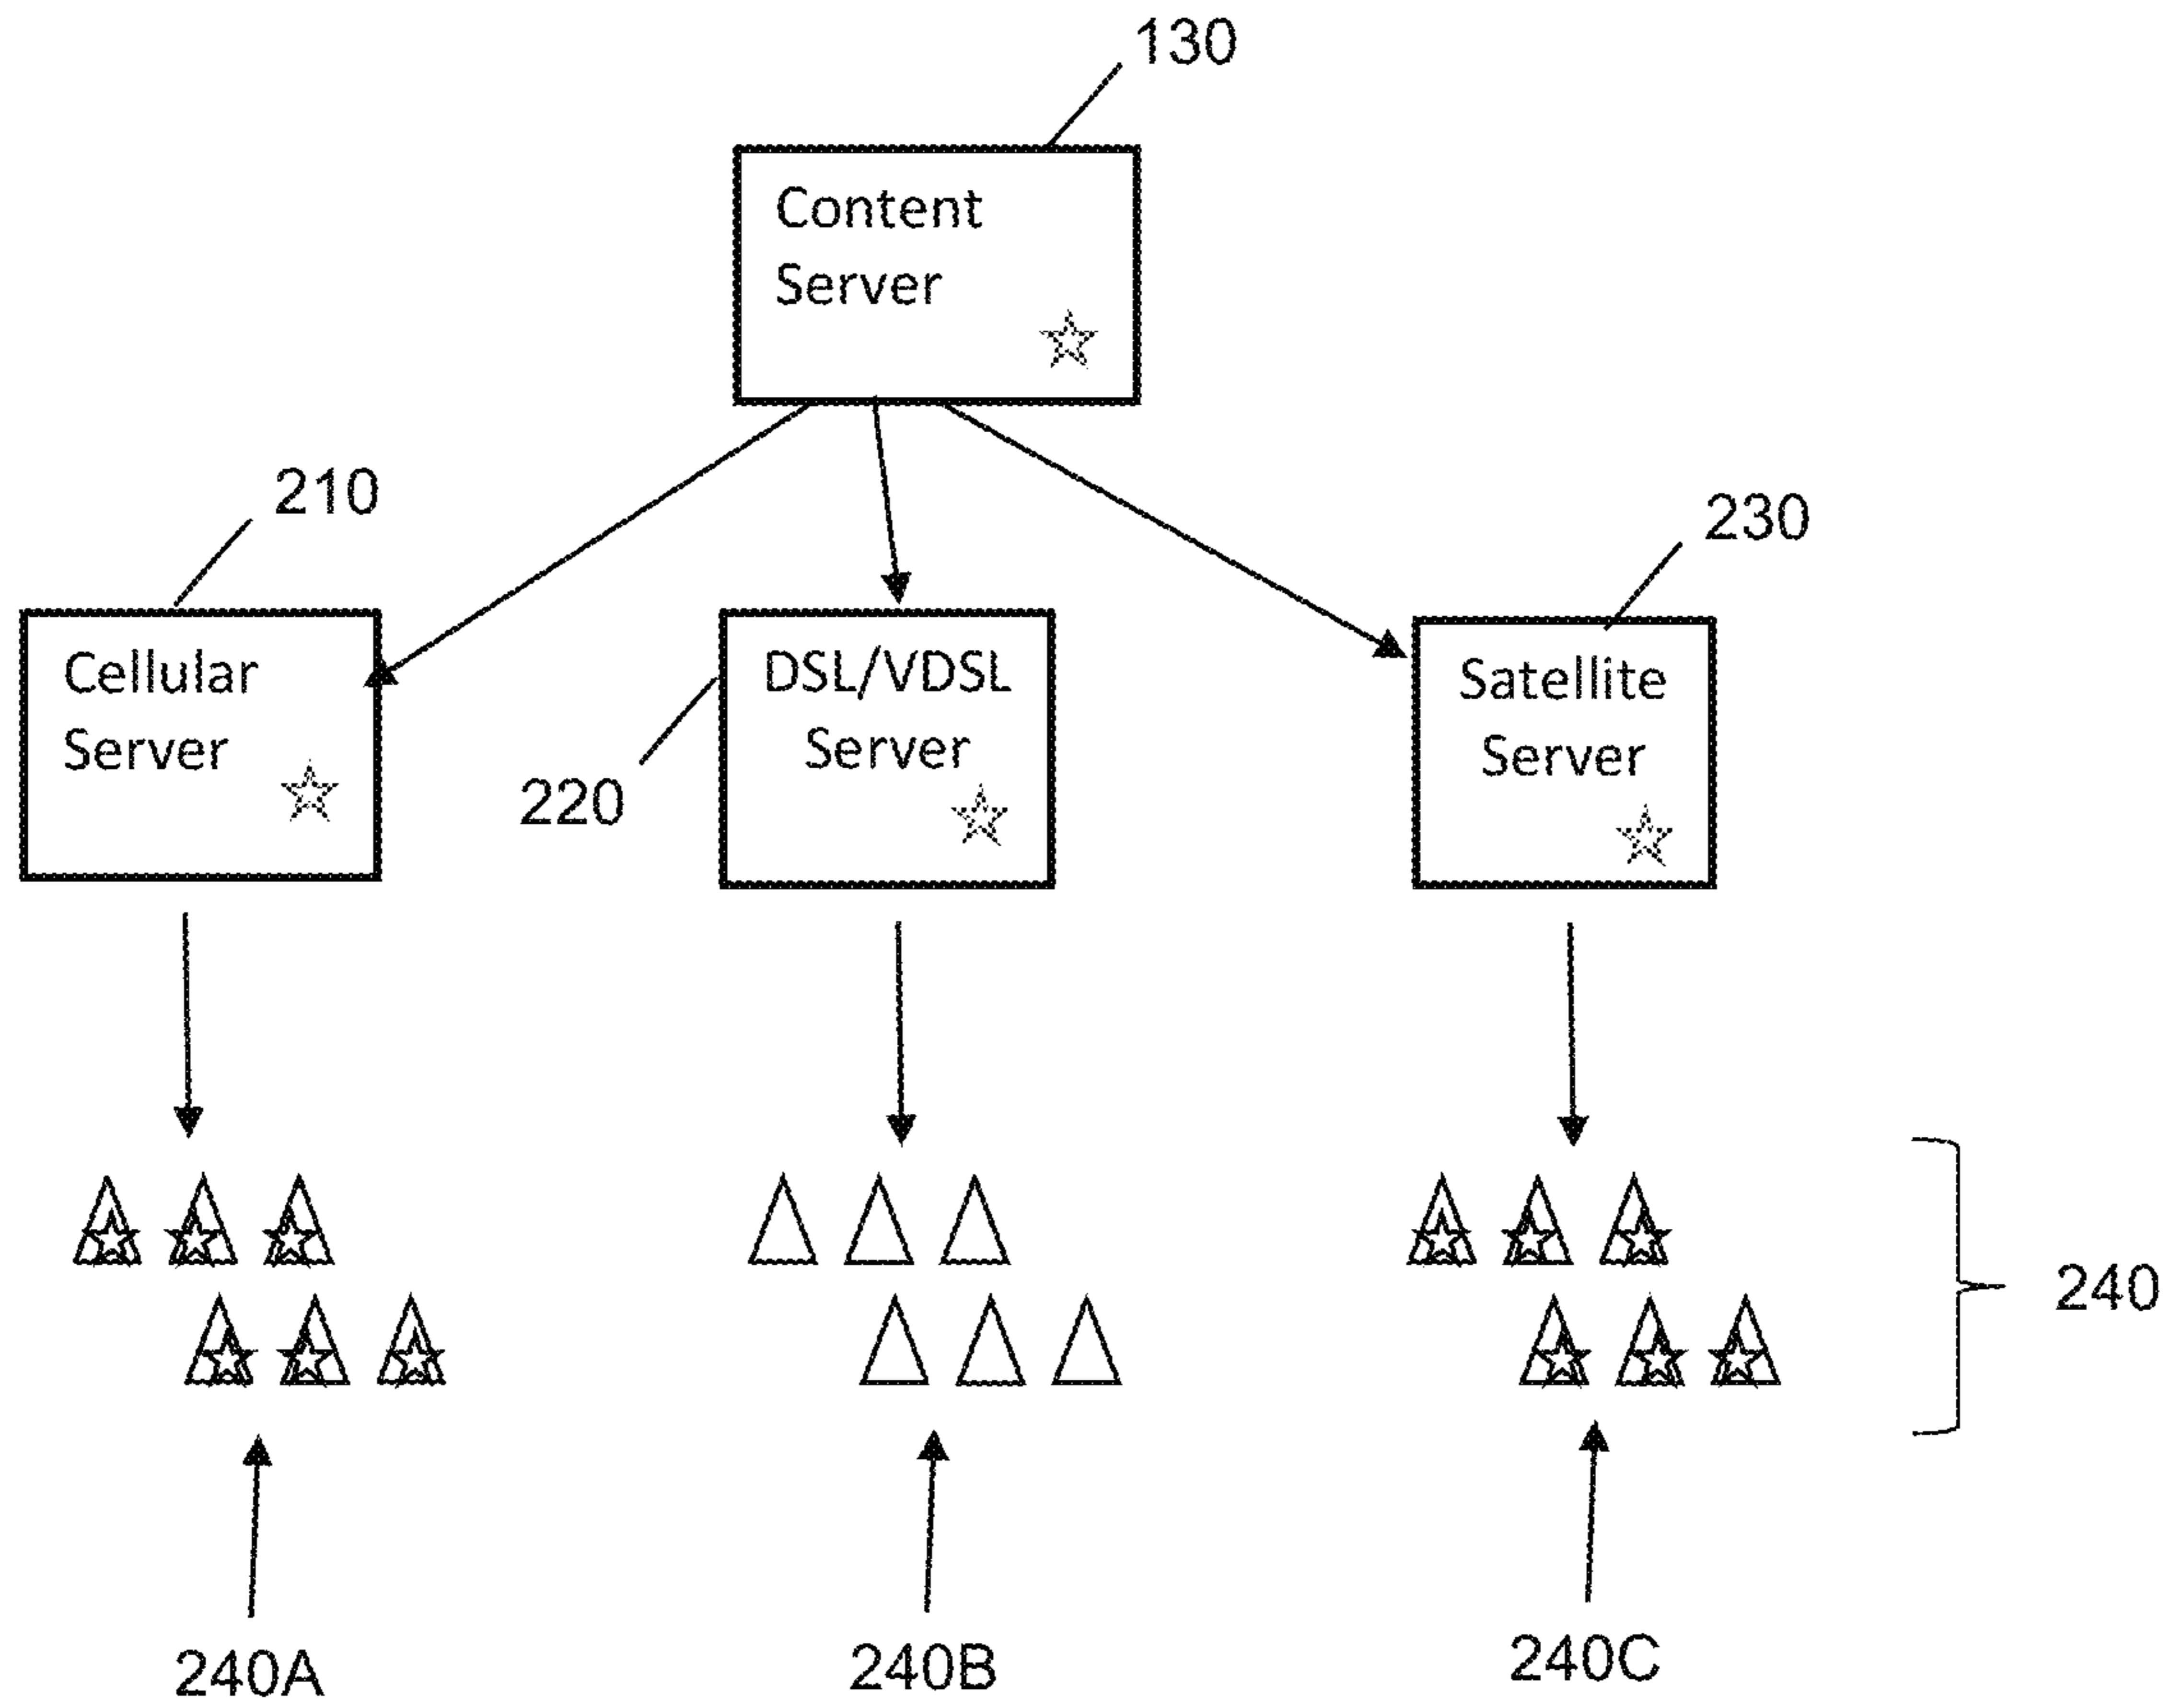 130
Content
Server
210
230
Cellular
Server
DSL/VDSL
Server
Satellite
Server
220
240
240A
240B
240C